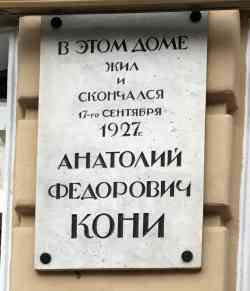 В ЭТОМ ДОМЕ
ЖИЛ
И
СКОНЧАЛСЯ
17-го СЕНТЯБРЯ
1927г.
АНАТОЛИЙ
ФЕДОРОВИЧ
КОНИ